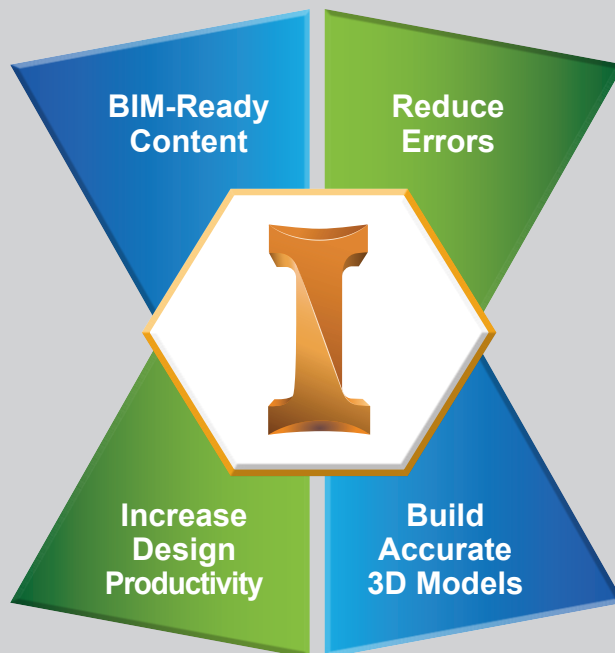 BIM-Ready
Content
Reduce
Errors
I
Increase
Design
Productivity
Build
Accurate
3D Models